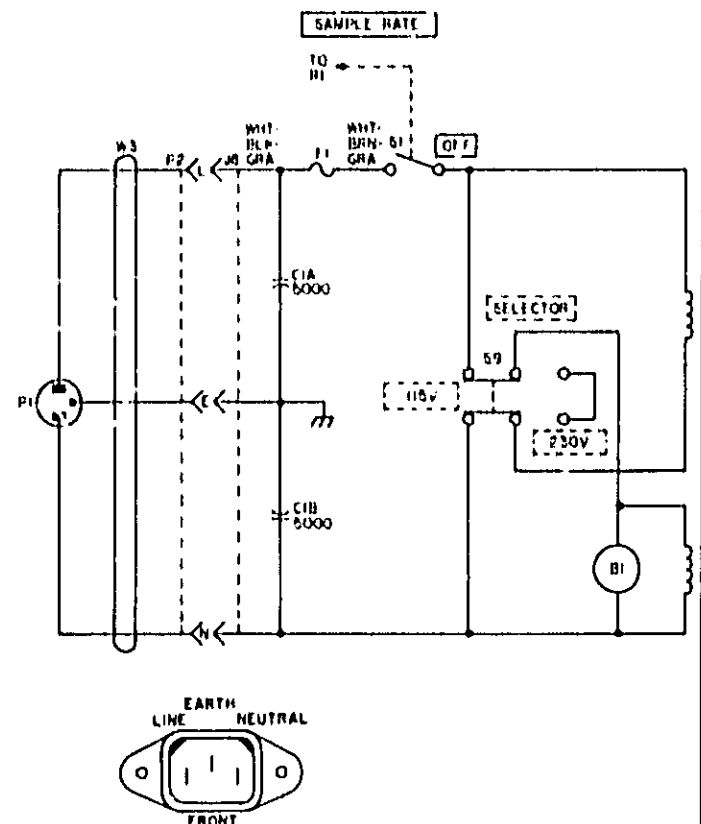 SAMPLE RATE
TO
R1
W3
P2
L
J6
WHT-
BLK-
GRA
F1
WHT-
BRN-
GRA
S1
OFF
C1A
5000
SELECTOR
S9
P1
E
115V
230V
C1B
5000
B1
N
EARTH
LINE NEUTRAL
FRONT